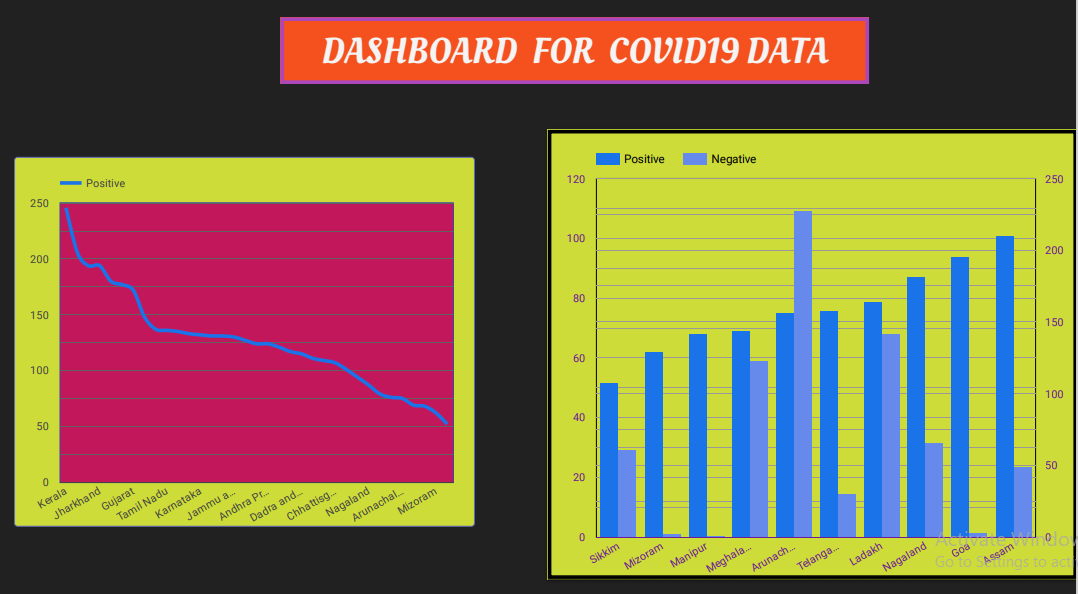 DASHBOARD FOR COVID19 DATA
Positive
250
200
150
100
50
0
Kerala
Jharkhand
Gujarat
Tamil Nadu
Karnataka
Jammu a...
Andhra Pr...
Dadra and...
Chhattisg...
Nagaland
Arunachal...
Mizoram
Positive Negative
120
100
80
60
40
20
0
250
200
150
100
50
0
Sikkim
Mizoram
Manipur
Meghala...
Arunach...
Telanga...
Ladakh
Nagaland
Goa
Assam
Activate Window
Go to Settings to acti